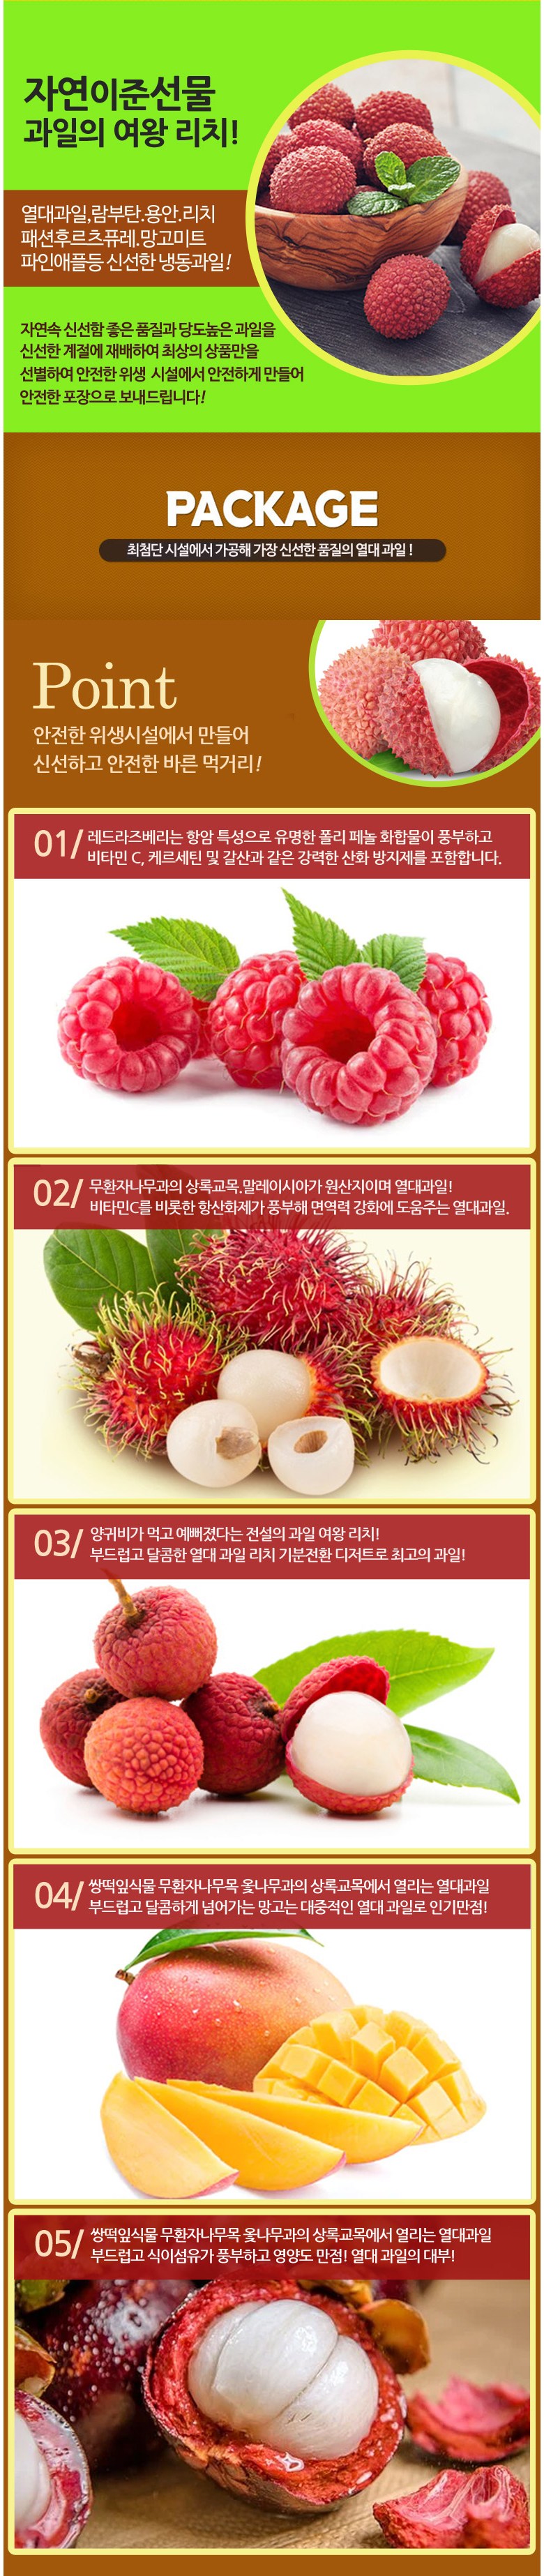 자연이준선물
과일의 여왕 리치!
열대과일,람부탄.용안.리치
패션후르츠퓨레.망고미트
파인애플등 신선한 냉동과일!
자연속 신선함 좋은 품질과 당도높은 과일을
신선한 계절에 재배하여 최상의 상품만을
선별하여 안전한 위생 시설에서 안전하게 만들어
안전한 포장으로 보내드립니다!
PACKAGE
최첨단 시설에서 가공해 가장 신선한 품질의 열대 과일 !
Point
안전한 위생시설에서 만들어
신선하고 안전한 바른 먹거리!
01/ 레드라즈베리는 항암 특성으로 유명한 폴리 페놀 화합물이 풍부하고
비타민 C, 케르세틴 및 갈산과 같은 강력한 산화 방지제를 포함합니다.
02/ 무환자나무과의 상록교목.말레이시아가 원산지이며 열대과일!
비타민C를 비롯한 항산화제가 풍부해 면역력 강화에 도움주는 열대과일.
03/ 양귀비가 먹고 예뻐졌다는 전설의 과일 여왕 리치!
부드럽고 달콤한 열대 과일 리치 기분전환 디저트로 최고의 과일!
04/ 쌍떡잎식물 무환자나무목 옻나무과의 상록교목에서 열리는 열대과일
부드럽고 달콤하게 넘어가는 망고는 대중적인 열대 과일로 인기만점!
05/ 쌍떡잎식물 무환자나무목 옻나무과의 상록교목에서 열리는 열대과일
부드럽고 식이섬유가 풍부하고 영양도 만점! 열대 과일의 대부!